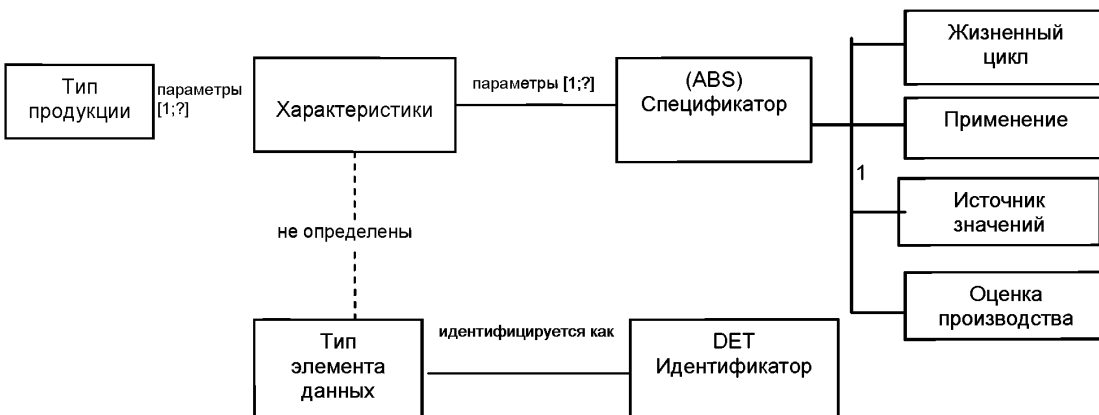 Тип
продукции
параметры
[1;?]
Характеристики
параметры [1;?]
(ABS)
Спецификатор
1
Жизненный
цикл
Применение
Источник
значений
Оценка
производства
не определены
Тип
элемента
данных
идентифицируется как
DET
Идентификатор